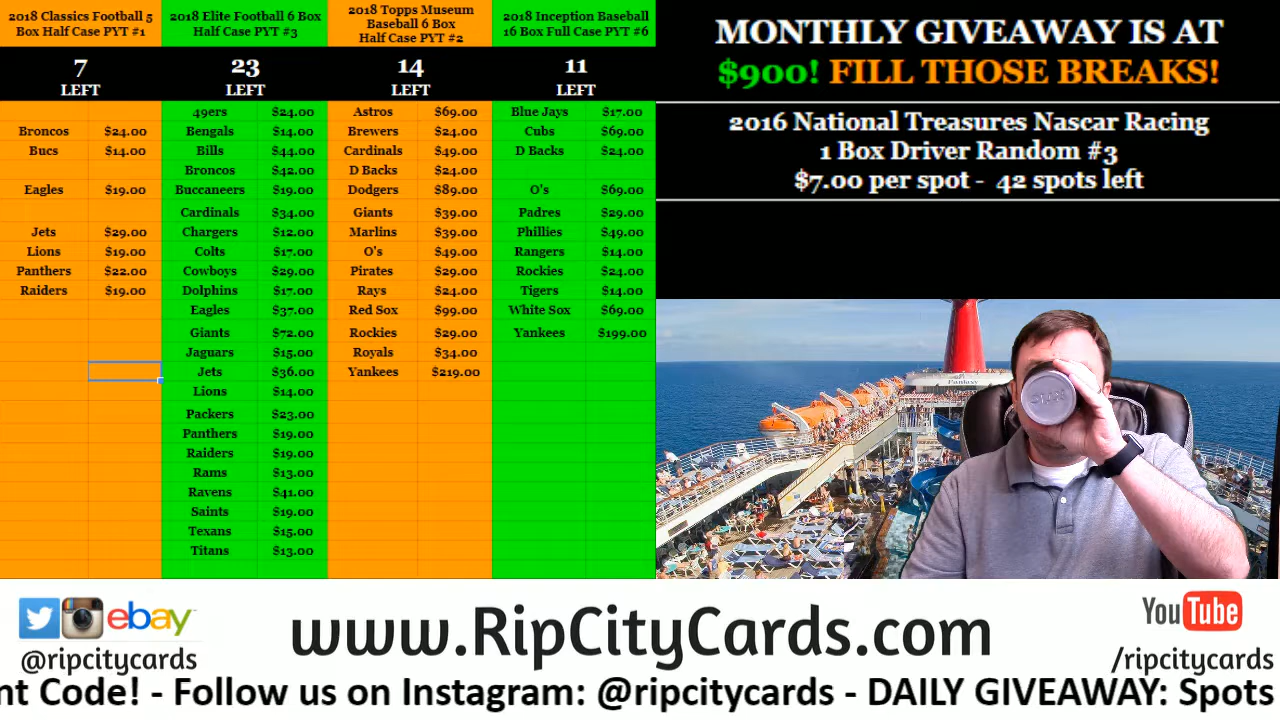 2018 Classics Football 5
Box Half Case PYT #1
7
LEFT
Broncos $24.00
Bucs $14.00
Eagles $19.00
Jets $29.00
Lions $19.00
Panthers $22.00
Raiders $19.00
2018 Elite Football 6 Box
Half Case PYT #3
23
LEFT
49ers $24.00
Bengals $14.00
Bills $44.00
Broncos $42.00
Buccaneers $19.00
Cardinals $34.00
Chargers $12.00
Colts $17.00
Cowboys $29.00
Dolphins $17.00
Eagles $37.00
Giants $72.00
Jaguars $15.00
Jets $36.00
Lions $14.00
Packers $23.00
Panthers $19.00
Raiders $19.00
Rams $13.00
Ravens $41.00
Saints $19.00
Texans $15.00
Titans $13.00
2018 Topps Museum
Baseball 6 Box
Half Case PYT #2
14
LEFT
Astros $69.00
Brewers $24.00
Cardinals $49.00
D Backs $24.00
Dodgers $89.00
Giants $39.00
Marlins $39.00
O's $49.00
Pirates $29.00
Rays $24.00
Red Sox $99.00
Rockies $29.00
Royals $34.00
Yankees $219.00
2018 Inception Baseball
16 Box Full Case PYT #6
11
LEFT
Blue Jays $17.00
Cubs $69.00
D Backs $24.00
O's $69.00
Padres $29.00
Phillies $49.00
Rangers $14.00
Rockies $24.00
Tigers $14.00
White Sox $69.00
Yankees $199.00
MONTHLY GIVEAWAY IS AT
$900! FILL THOSE BREAKS!
2016 National Treasures Nascar Racing
1 Box Driver Random #3
$7.00 per spot - 42 spots left
ebay
@ripcitycards
www.RipCityCards.com
YouTube
/ripcitycards
nt Code! - Follow us on Instagram: @ripcitycards - DAILY GIVEAWAY: Spots